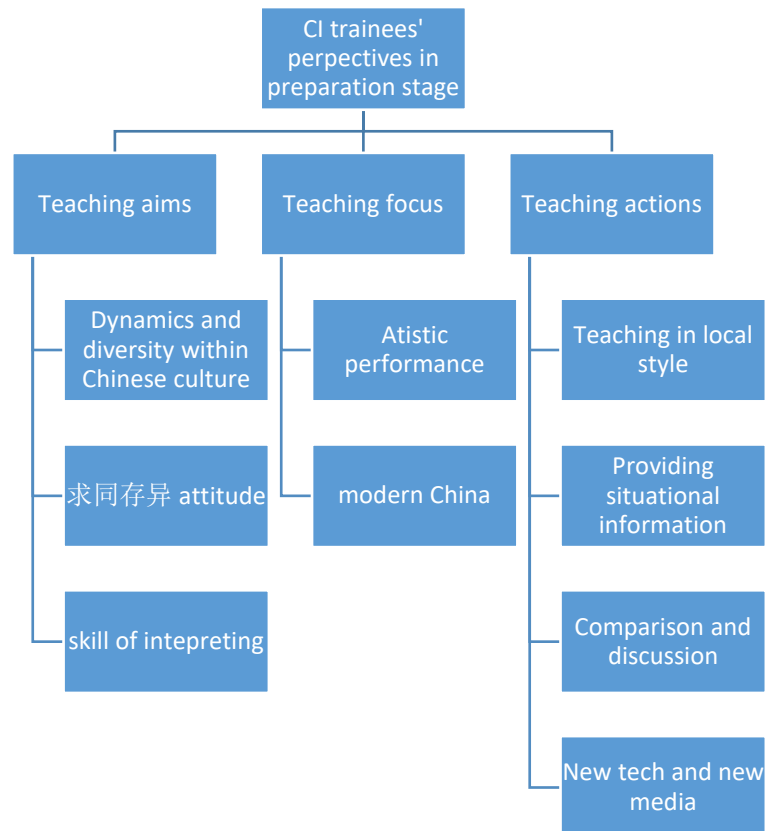 CI trainees'
perpectives in
preparation stage
Teaching aims
Dynamics and
diversity within
Chinese culture
求同存异 attitude
skill of intepreting
Teaching focus
Atistic
performance
modern China
Teaching actions
Teaching in local
style
Providing
situational
information
Comparison and
discussion
New tech and new
media